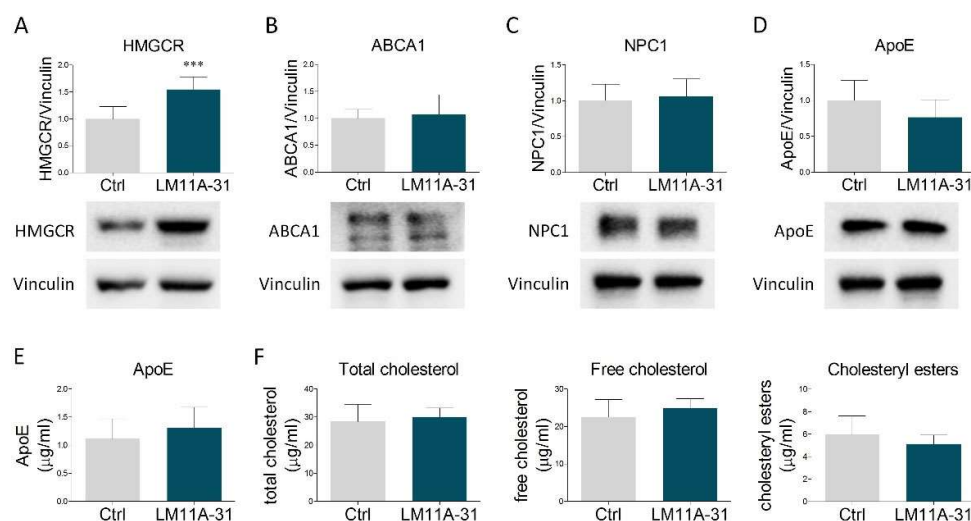 A
HMGCR
HMGCR/Vinculin
2.0
1.5
1.0
0.5
0.0
***
Ctrl LM11A-31
HMGCR
Vinculin
B
ABCA1
ABCA1/Vinculin
2.0
1.5
1.0
0.5
0.0
Ctrl LM11A-31
ABCA1
Vinculin
C
NPC1
NPC1/Vinculin
1.5
1.0
0.5
0.0
Ctrl LM11A-31
NPC1
Vinculin
D
ApoE
ApoE/Vinculin
1.5
1.0
0.5
0.0
Ctrl LM11A-31
ApoE
Vinculin
E
ApoE
ApoE
(µg/ml)
2.0
1.5
1.0
0.5
0.0
Ctrl LM11A-31
F
Total cholesterol
total cholesterol
(µg/ml)
40
30
20
10
0
Ctrl LM11A-31
Free cholesterol
free cholesterol
(µg/ml)
30
20
10
0
Ctrl LM11A-31
Cholesteryl esters
cholesteryl esters
(µg/ml)
10
8
6
4
2
0
Ctrl LM11A-31